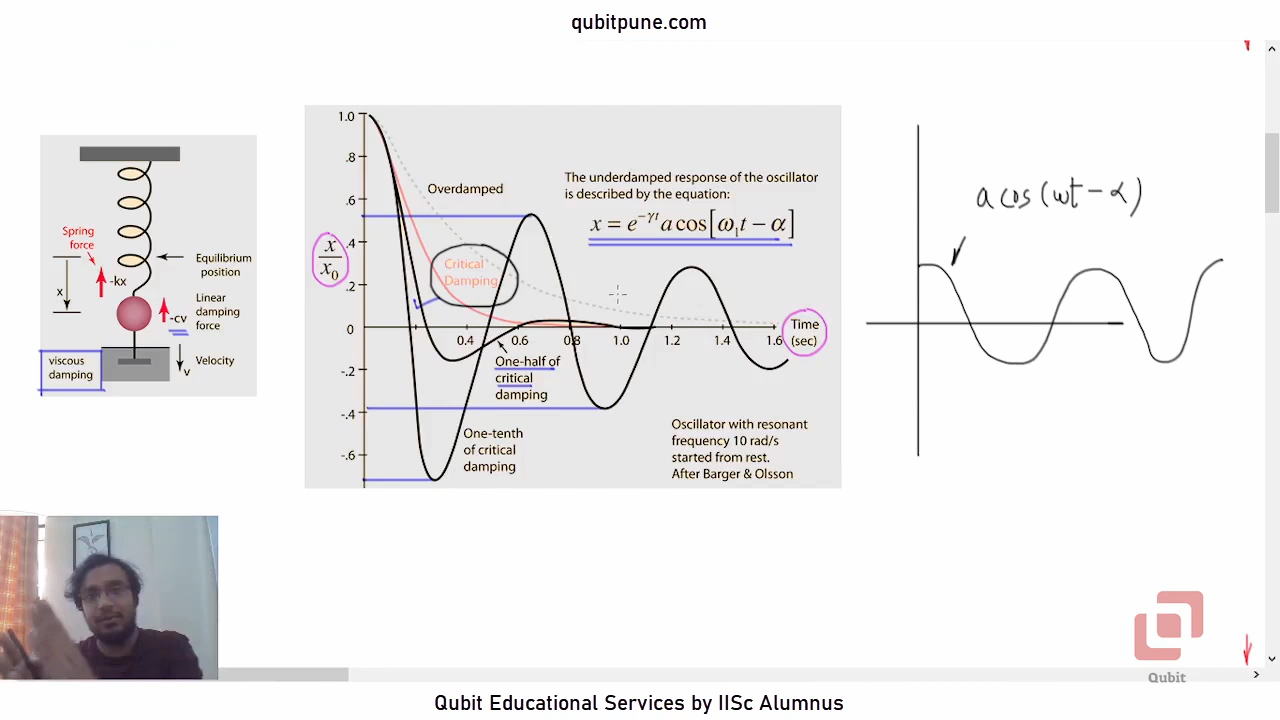 qubitpune.com
Spring
force
-kx
x
Equilibrium
position
Linear
damping
force
-cv
viscous
damping
Velocity
v
1.0
.8
.6
.4
.2
0
-.2
-.4
-.6
x
x0
Overdamped
The underdamped response of the oscillator
is described by the equation:
x = e^{-γt} a cos[ω₁t − α]
Critical
Damping
0.4
0.6
0.8
1.0
1.2
1.4
1.6
Time
(sec)
One-half of
critical
damping
One-tenth
of critical
damping
Oscillator with resonant
frequency 10 rad/s
started from rest.
After Barger & Olsson
a cos(ωt − α)
Qubit
Qubit Educational Services by IISc Alumnus